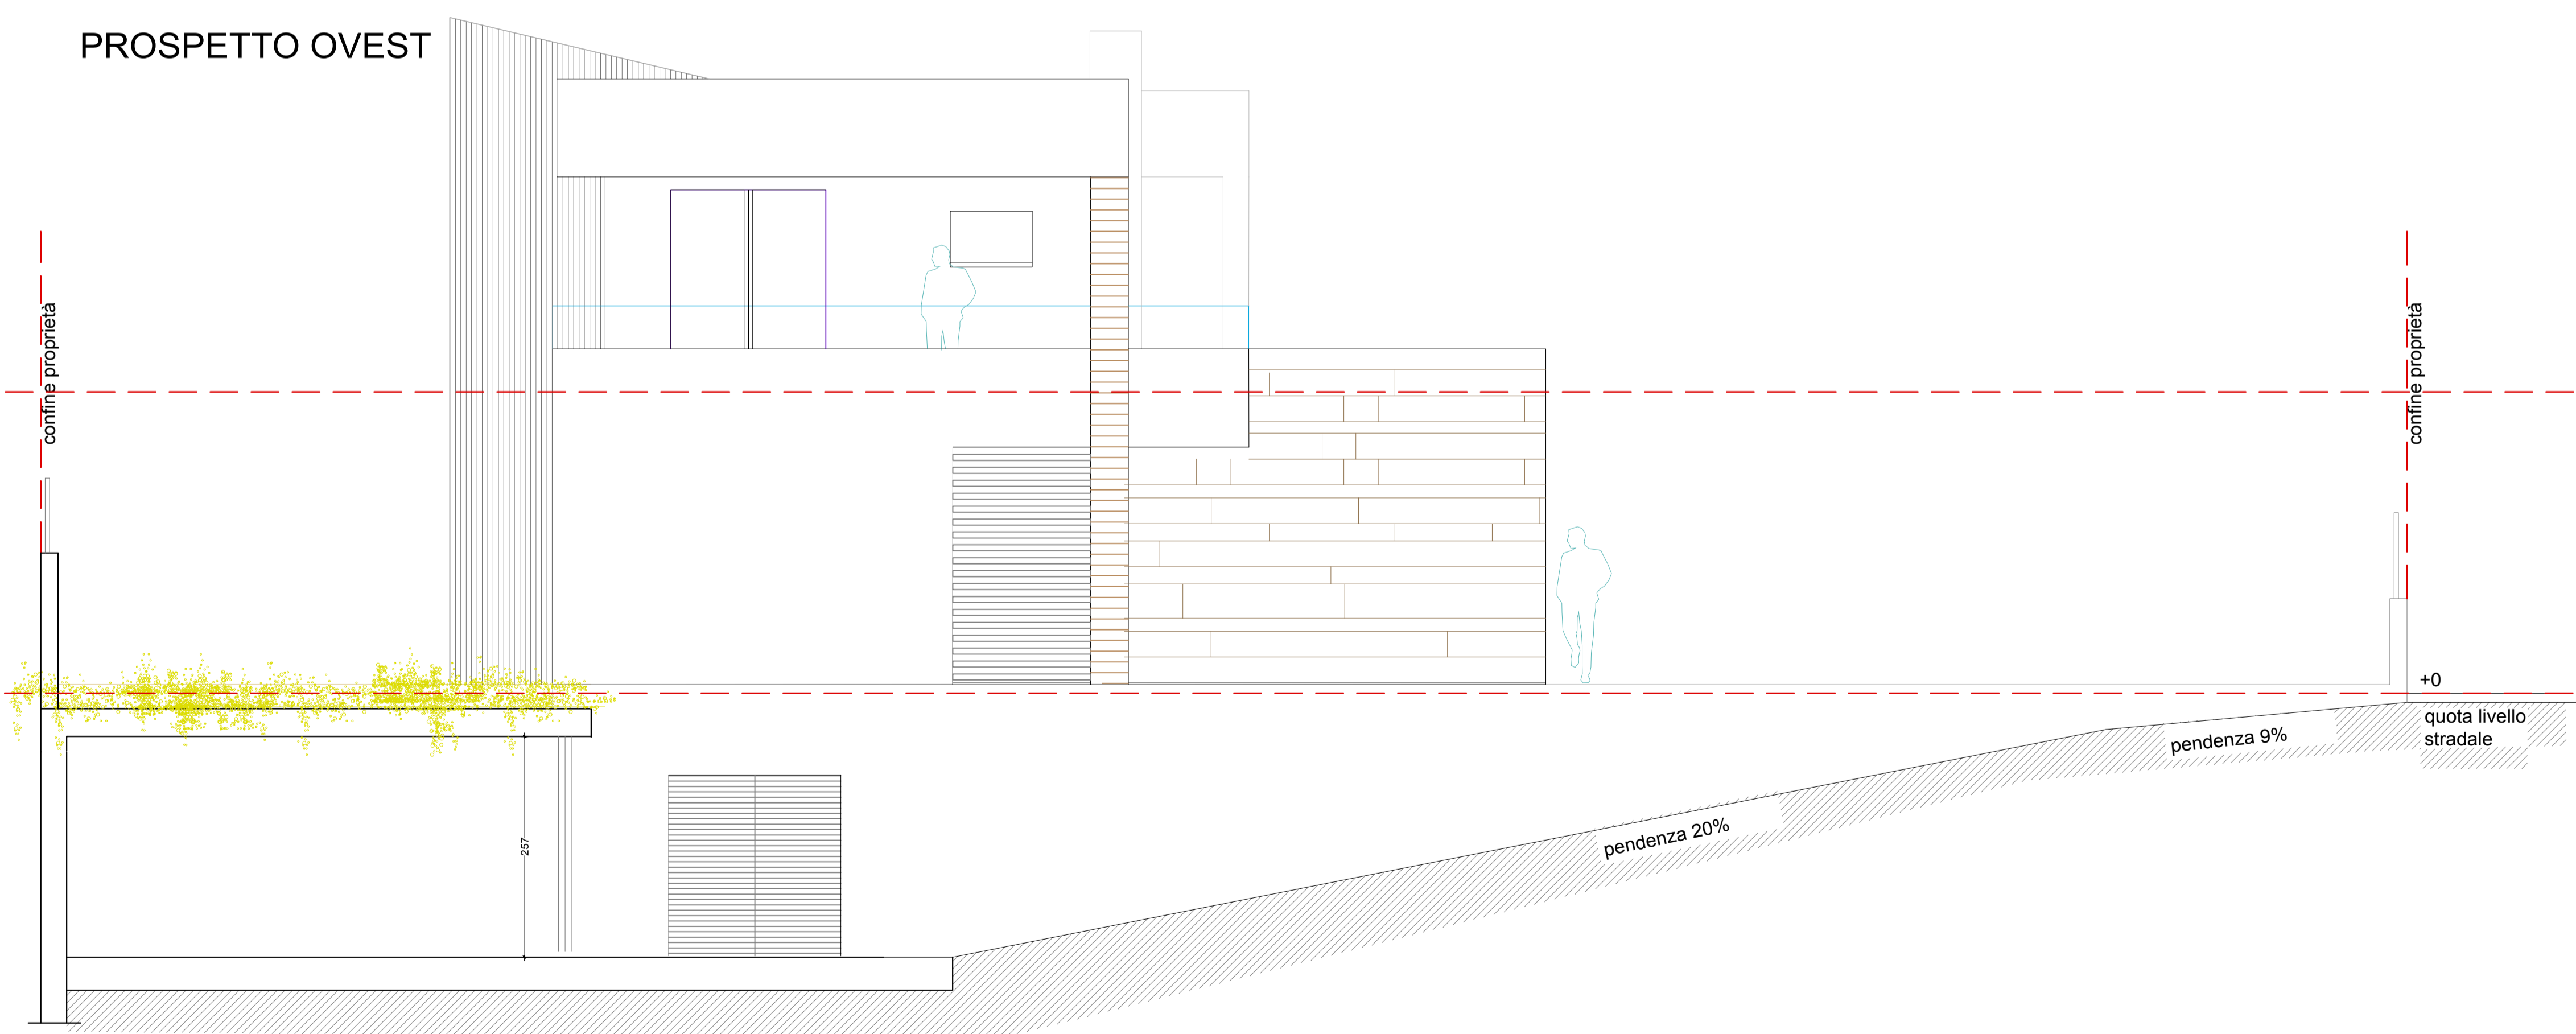 PROSPETTO OVEST
confine proprietà
confine proprietà
+0
quota livello
stradale
pendenza 9%
pendenza 20%
257